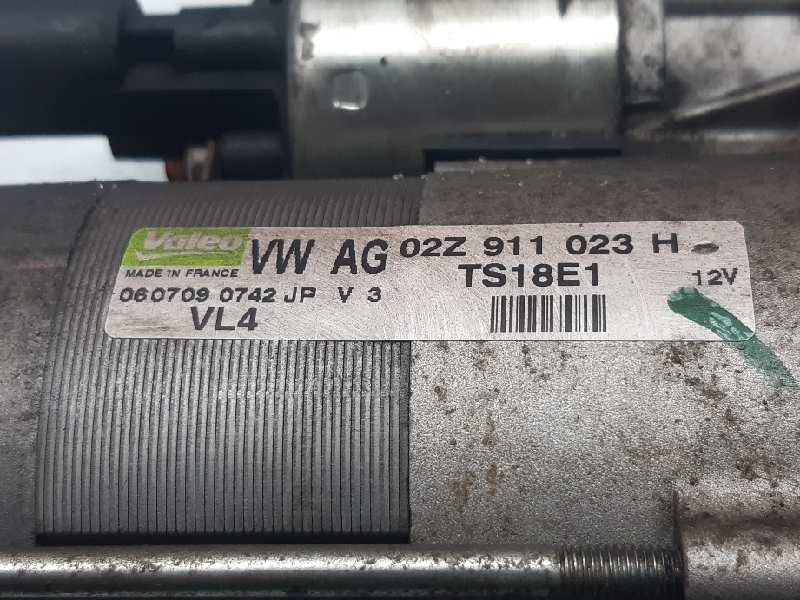 Valeo VW AG 02Z 911 023 H
MADE IN FRANCE TS18E1 12V
060709 0742 JP V 3
VL4